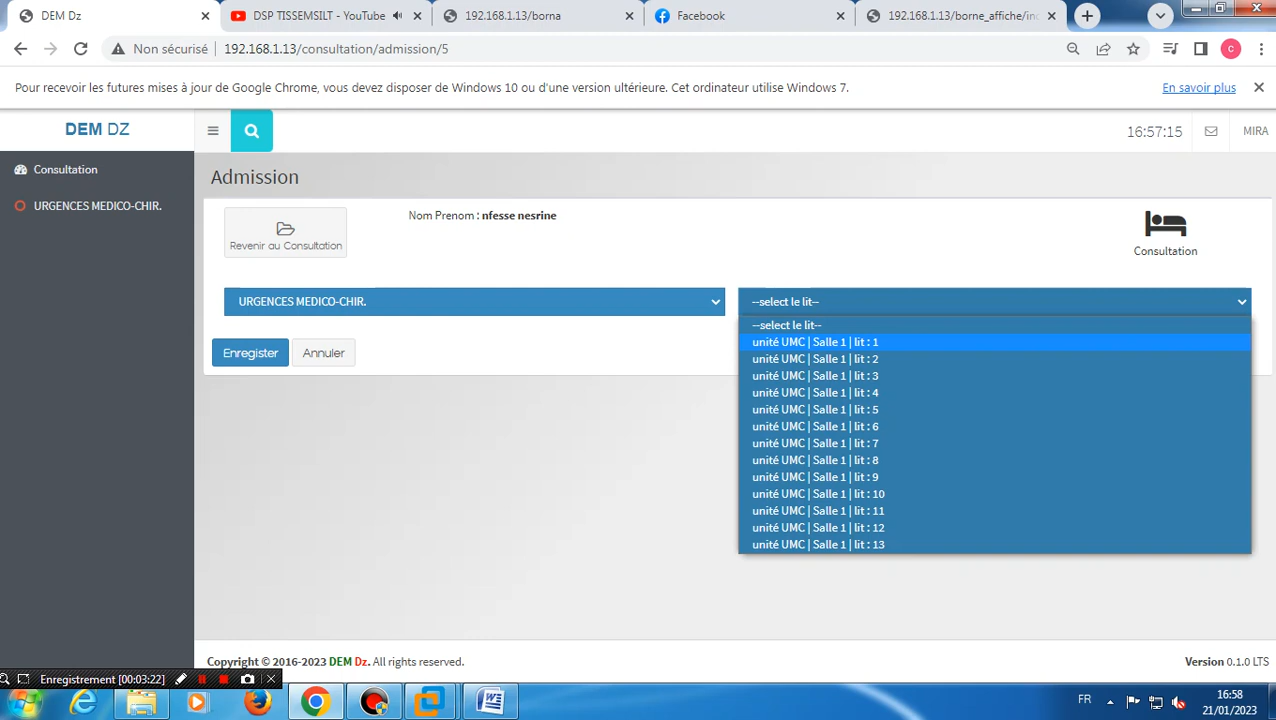 DEM Dz
DSP TISSEMSILT - YouTube
192.168.1.13/borna
Facebook
192.168.1.13/borne_affiche/in
Non sécurisé
192.168.1.13/consultation/admission/5
C
Pour recevoir les futures mises à jour de Google Chrome, vous devez disposer de Windows 10 ou d'une version ultérieure. Cet ordinateur utilise Windows 7.
En savoir plus
DEM DZ
16:57:15
MIRA
Consultation
URGENCES MEDICO-CHIR.
Admission
Revenir au Consultation
Nom Prenom : nfesse nesrine
Consultation
URGENCES MEDICO-CHIR.
--select le lit--
--select le lit--
unité UMC | Salle 1 | lit : 1
unité UMC | Salle 1 | lit : 2
unité UMC | Salle 1 | lit : 3
unité UMC | Salle 1 | lit : 4
unité UMC | Salle 1 | lit : 5
unité UMC | Salle 1 | lit : 6
unité UMC | Salle 1 | lit : 7
unité UMC | Salle 1 | lit : 8
unité UMC | Salle 1 | lit : 9
unité UMC | Salle 1 | lit : 10
unité UMC | Salle 1 | lit : 11
unité UMC | Salle 1 | lit : 12
unité UMC | Salle 1 | lit : 13
Enregister
Annuler
Copyright © 2016-2023 DEM Dz. All rights reserved.
Version 0.1.0 LTS
Enregistrement [00:03:22]
FR
16:58
21/01/2023